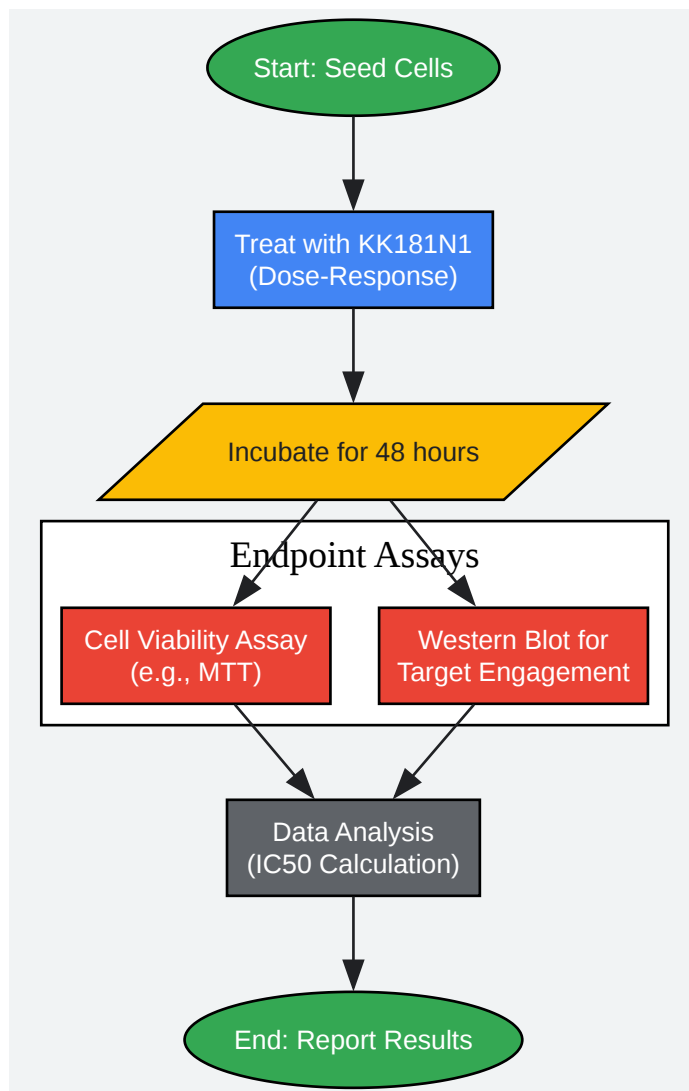 Start: Seed Cells
Treat with KK181N1
(Dose-Response)
Incubate for 48 hours
Endpoint Assays
Cell Viability Assay
(e.g., MTT)
Western Blot for
Target Engagement
Data Analysis
(IC50 Calculation)
End: Report Results